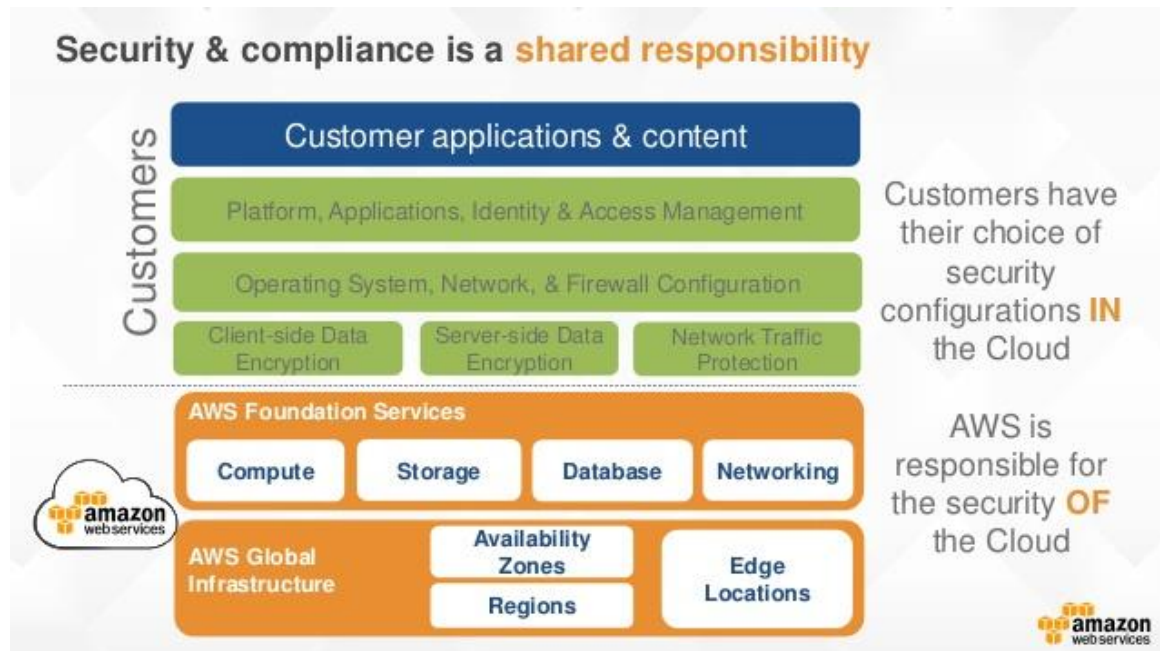 Security & compliance is a shared responsibility
Customers
Customer applications & content
Platform, Applications, Identity & Access Management
Operating System, Network, & Firewall Configuration
Client-side Data
Encryption
Server-side Data
Encryption
Network Traffic
Protection
Customers have
their choice of
security
configurations IN
the Cloud
AWS Foundation Services
Compute
Storage
Database
Networking
amazon
webservices
AWS Global
Infrastructure
Availability
Zones
Regions
Edge
Locations
AWS is
responsible for
the security OF
the Cloud
amazon
webservices